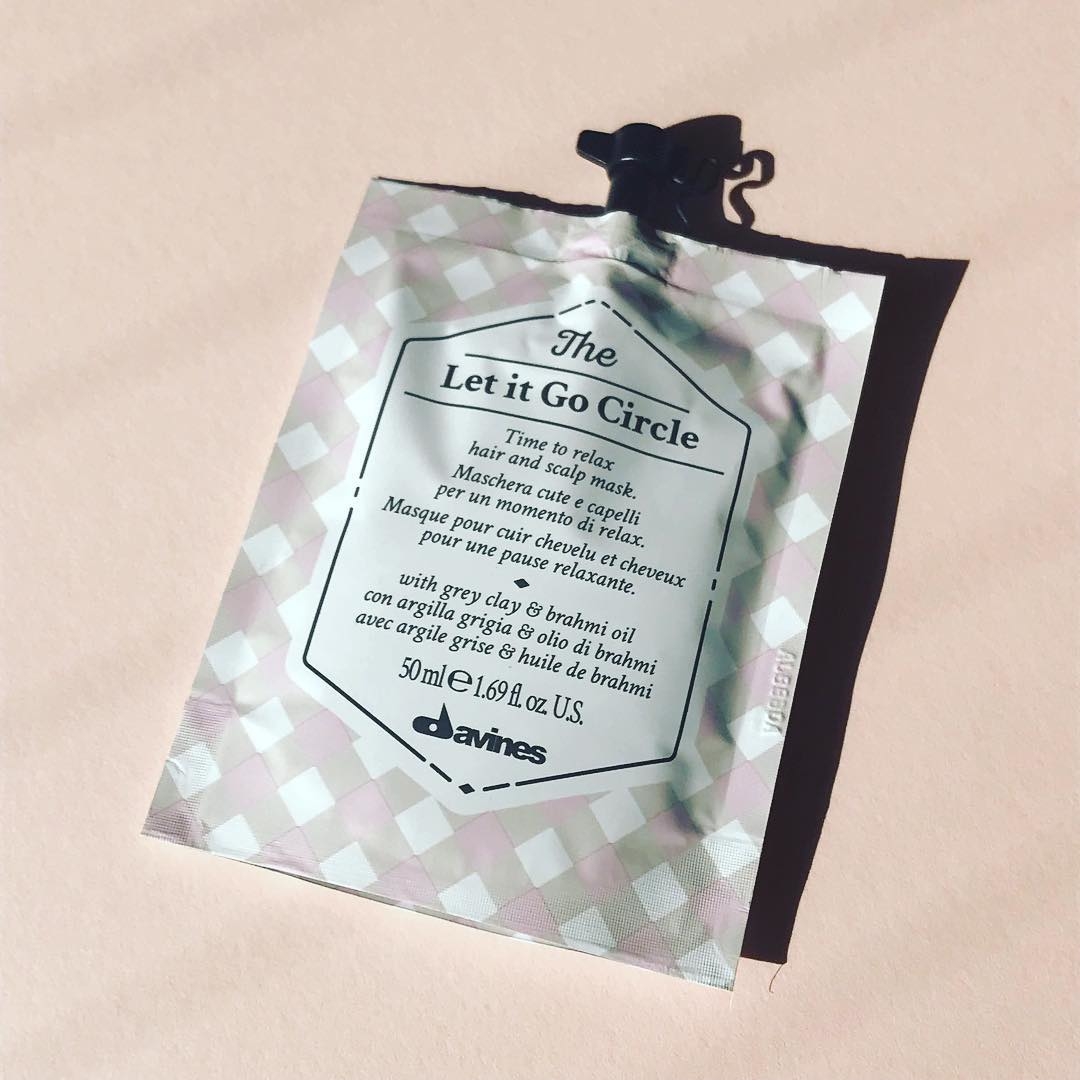 The
Let it Go Circle
Time to relax
hair and scalp mask.
Maschera cute e capelli
per un momento di relax.
Masque pour cuir chevelu et cheveux
pour une pause relaxante.
with grey clay & brahmi oil
con argilla grigia & olio di brahmi
avec argile grise & huile de brahmi
50 ml ℮ 1.69 fl. oz. U.S.
davines